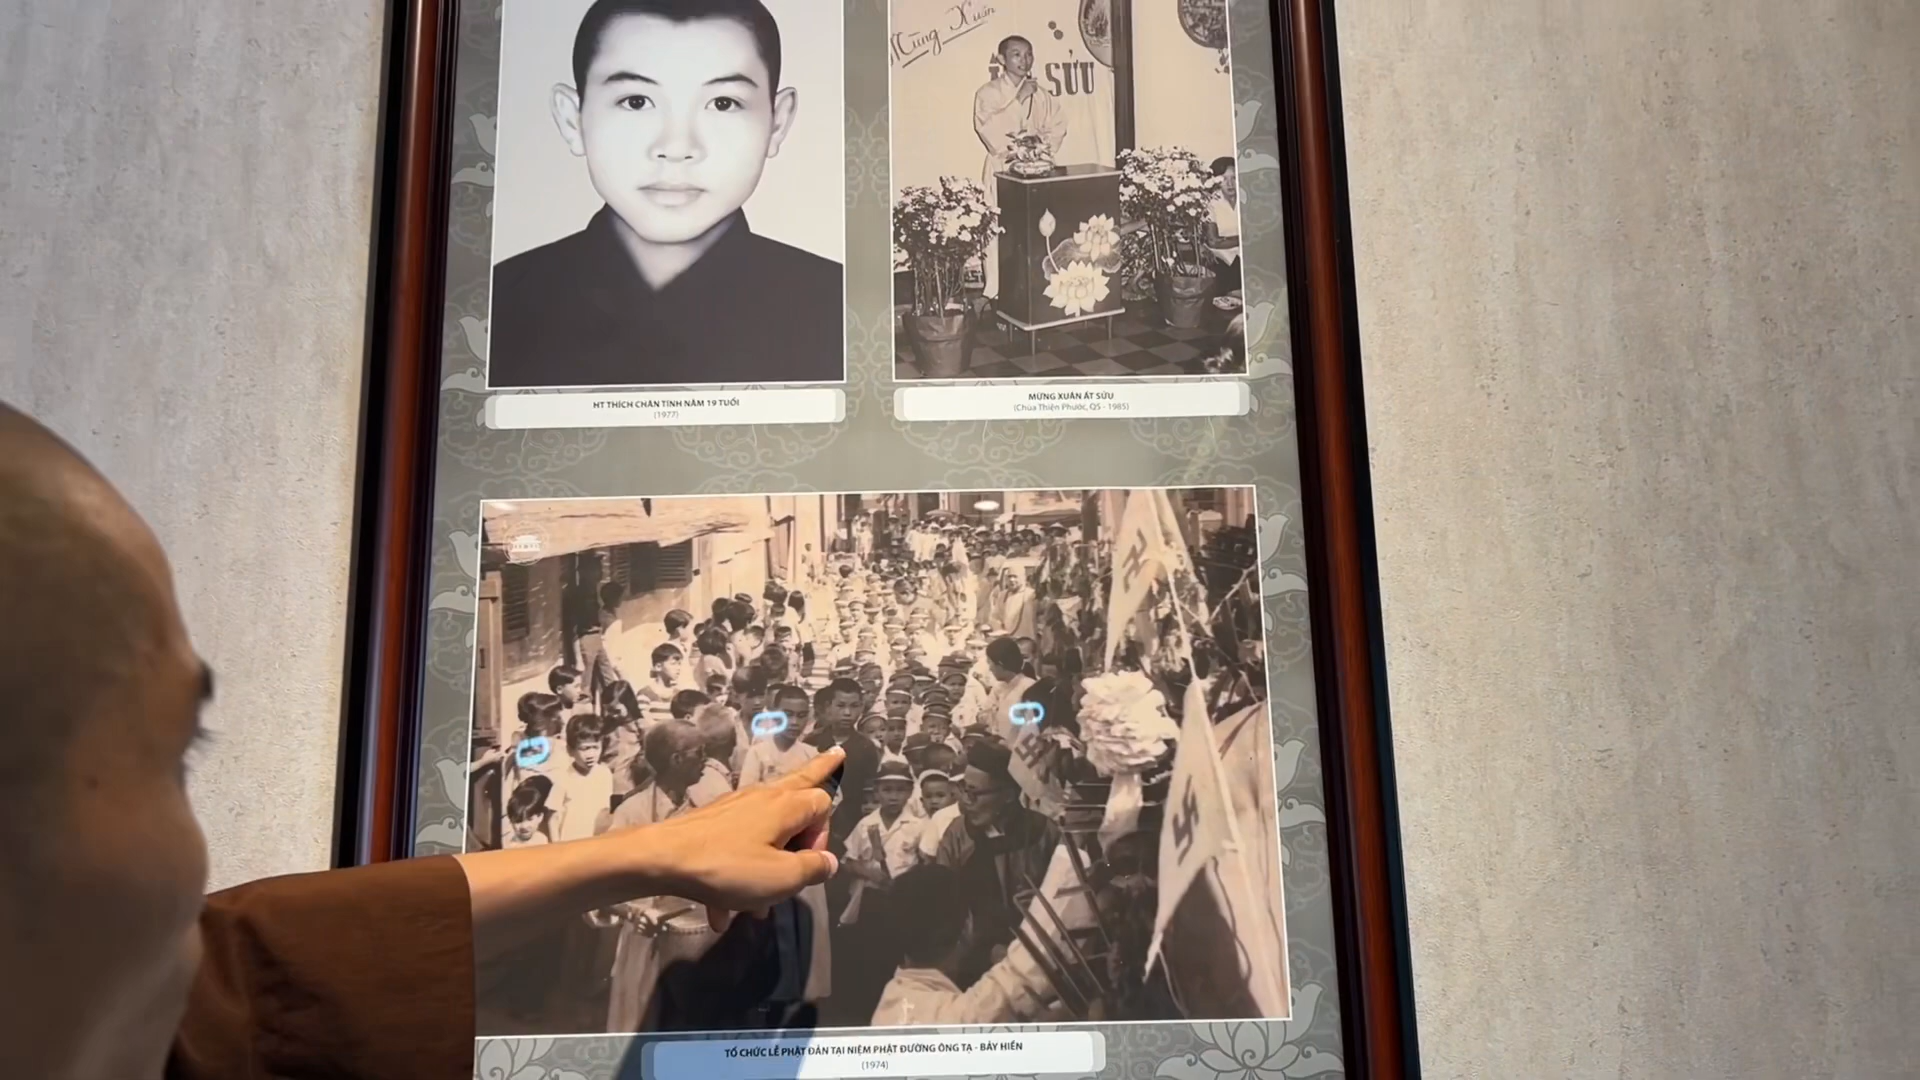 Mừng Xuân
SỬU
HT THÍCH CHÂN TÍNH NĂM 19 TUỔI
(1977)
MỪNG XUÂN ẤT SỬU
(Chùa Thiện Phước, Q5 - 1985)
TỔ CHỨC LỄ PHẬT ĐẢN TẠI NIỆM PHẬT ĐƯỜNG ÔNG TẠ - BẢY HIỀN
(1974)